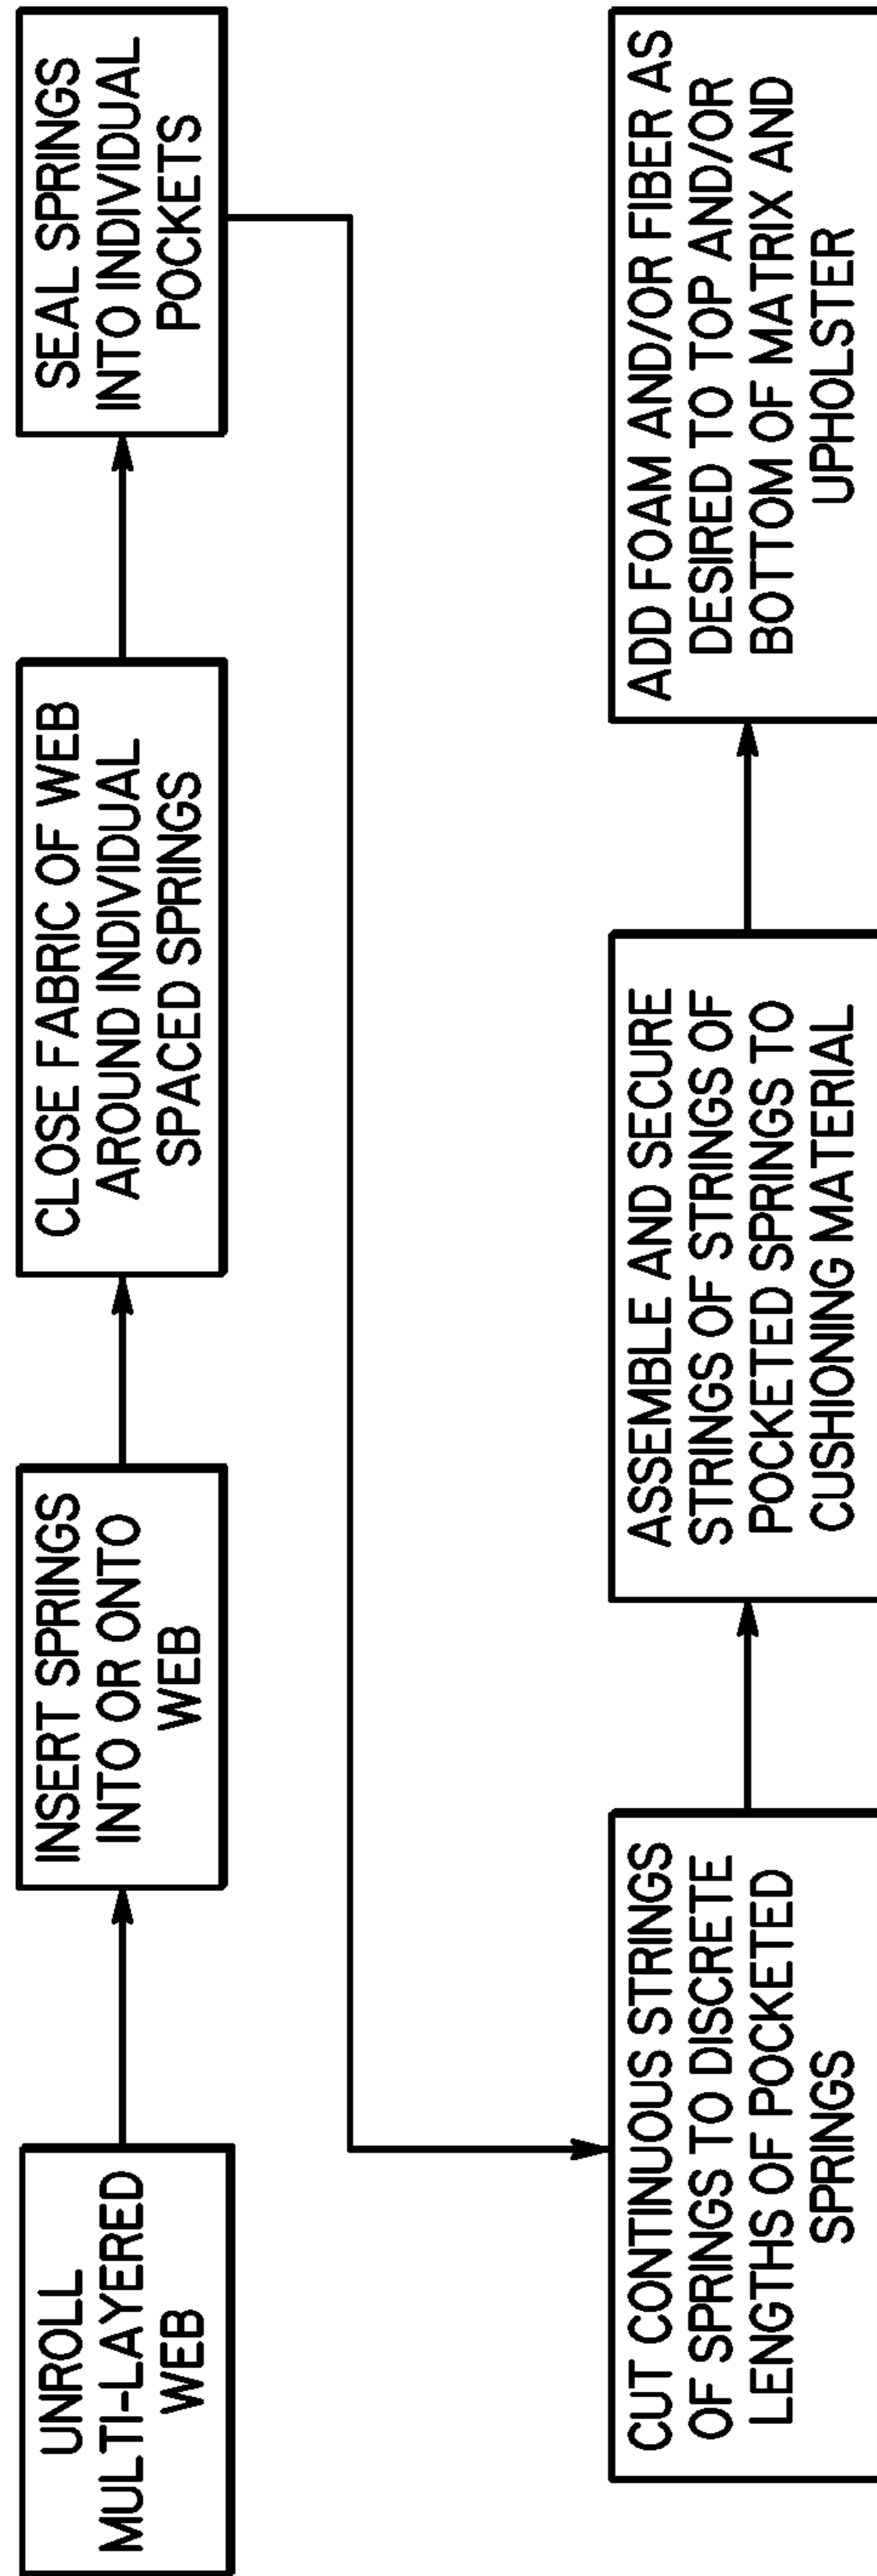 UNROLL
MULTI-LAYERED
WEB
INSERT SPRINGS
INTO OR ONTO
WEB
CLOSE FABRIC OF WEB
AROUND INDIVIDUAL
SPACED SPRINGS
SEAL SPRINGS
INTO INDIVIDUAL
POCKETS
CUT CONTINUOUS STRINGS
OF SPRINGS TO DISCRETE
LENGTHS OF POCKETED
SPRINGS
ASSEMBLE AND SECURE
STRINGS OF STRINGS OF
POCKETED SPRINGS TO
CUSHIONING MATERIAL
ADD FOAM AND/OR FIBER AS
DESIRED TO TOP AND/OR
BOTTOM OF MATRIX AND
UPHOLSTER